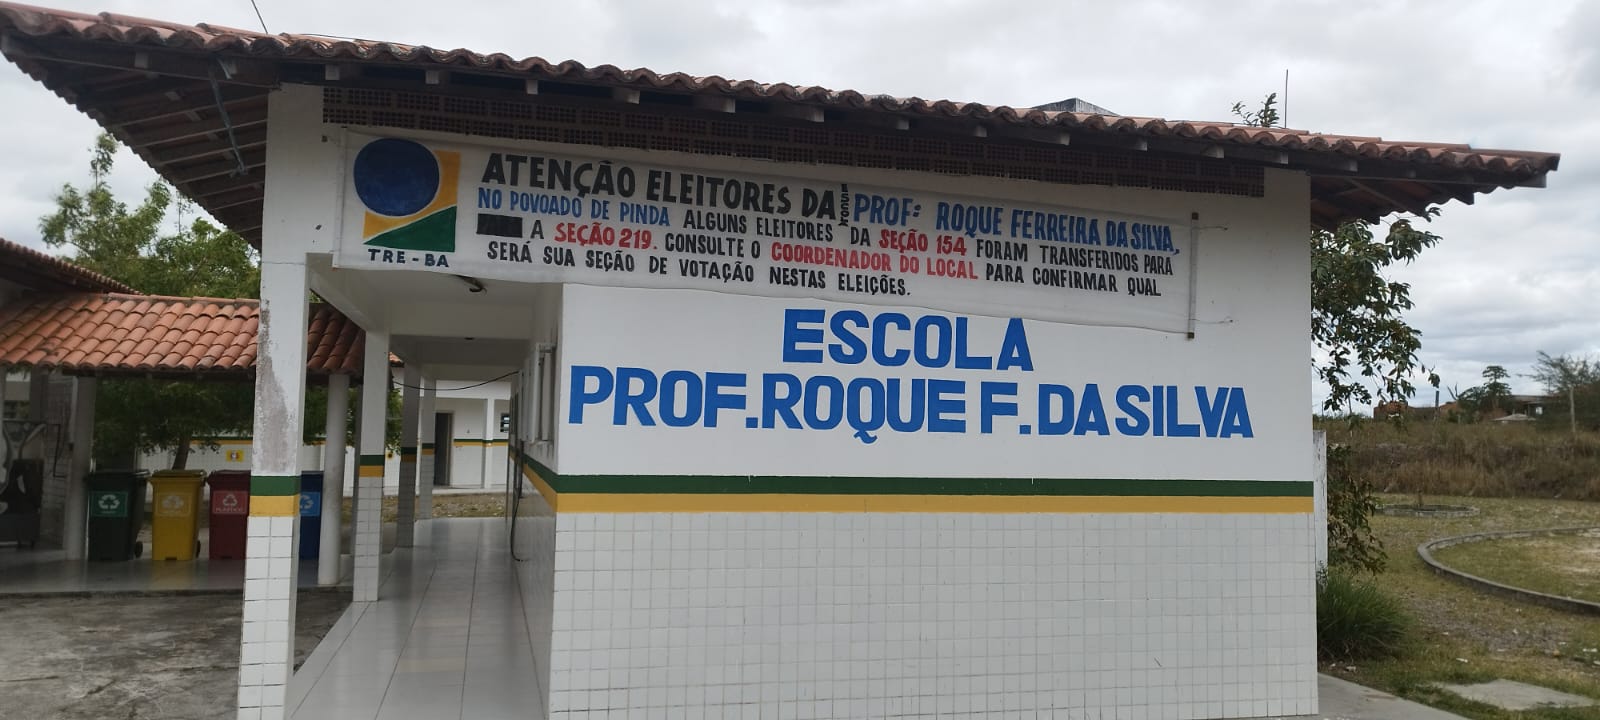 TRE-BA
ATENÇÃO ELEITORES DA ESCOLA PROF: ROQUE FERREIRA DA SILVA,
NO POVOADO DE PINDA ALGUNS ELEITORES DA SEÇÃO 154 FORAM TRANSFERIDOS PARA
A SEÇÃO 219. CONSULTE O COORDENADOR DO LOCAL PARA CONFIRMAR QUAL
SERÁ SUA SEÇÃO DE VOTAÇÃO NESTAS ELEIÇÕES.
ESCOLA
PROF.ROQUE F.DA SILVA
PLÁSTICO